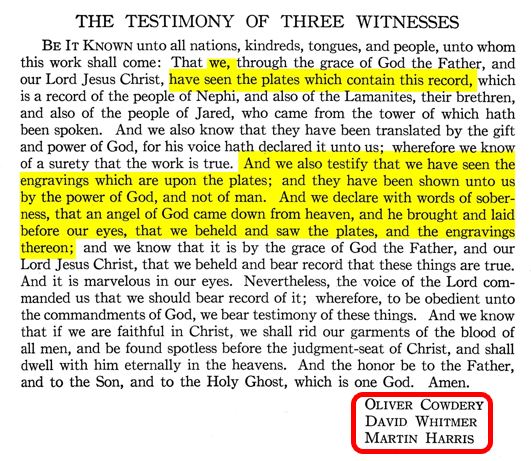 THE TESTIMONY OF THREE WITNESSES
BE IT KNOWN unto all nations, kindreds, tongues, and people, unto whom
this work shall come: That we, through the grace of God the Father, and
our Lord Jesus Christ, have seen the plates which contain this record, which
is a record of the people of Nephi, and also of the Lamanites, their brethren,
and also of the people of Jared, who came from the tower of which hath
been spoken. And we also know that they have been translated by the gift
and power of God, for his voice hath declared it unto us; wherefore we know
of a surety that the work is true. And we also testify that we have seen the
engravings which are upon the plates; and they have been shown unto us
by the power of God, and not of man. And we declare with words of sober-
ness, that an angel of God came down from heaven, and he brought and laid
before our eyes, that we beheld and saw the plates, and the engravings
thereon; and we know that it is by the grace of God the Father, and our
Lord Jesus Christ, that we beheld and bear record that these things are true.
And it is marvelous in our eyes. Nevertheless, the voice of the Lord com-
manded us that we should bear record of it; wherefore, to be obedient unto
the commandments of God, we bear testimony of these things. And we know
that if we are faithful in Christ, we shall rid our garments of the blood of
all men, and be found spotless before the judgment-seat of Christ, and shall
dwell with him eternally in the heavens. And the honor be to the Father,
and to the Son, and to the Holy Ghost, which is one God. Amen.
OLIVER COWDERY
DAVID WHITMER
MARTIN HARRIS